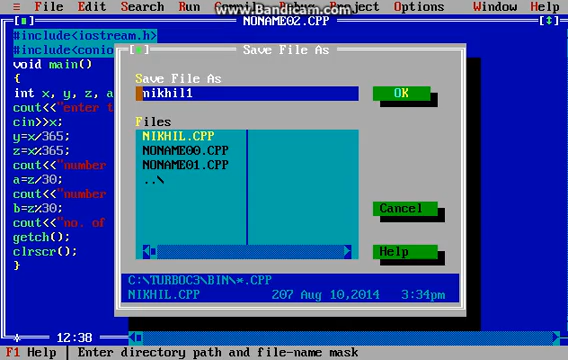 www.Bandicam.com
≡ File Edit Search Run Compile Debug Project Options Window Help
NONAME02.CPP
#include<iostream.h>
#include<conio
void main()
{
int x, y, z, a
cout<<"enter t
cin>>x;
y=x/365;
z=x%365;
cout<<"number
a=z/30;
cout<<"number
b=z%30;
cout<<"no. of
getch();
clrscr();
}
12:38
Save File As
Save File As
nikhil1
OK
Files
NIKHIL.CPP
NONAME00.CPP
NONAME01.CPP
..\
Cancel
Help
C:\TURBOC3\BIN\*.CPP
NIKHIL.CPP 207 Aug 10,2014 3:34pm
F1 Help | Enter directory path and file-name mask